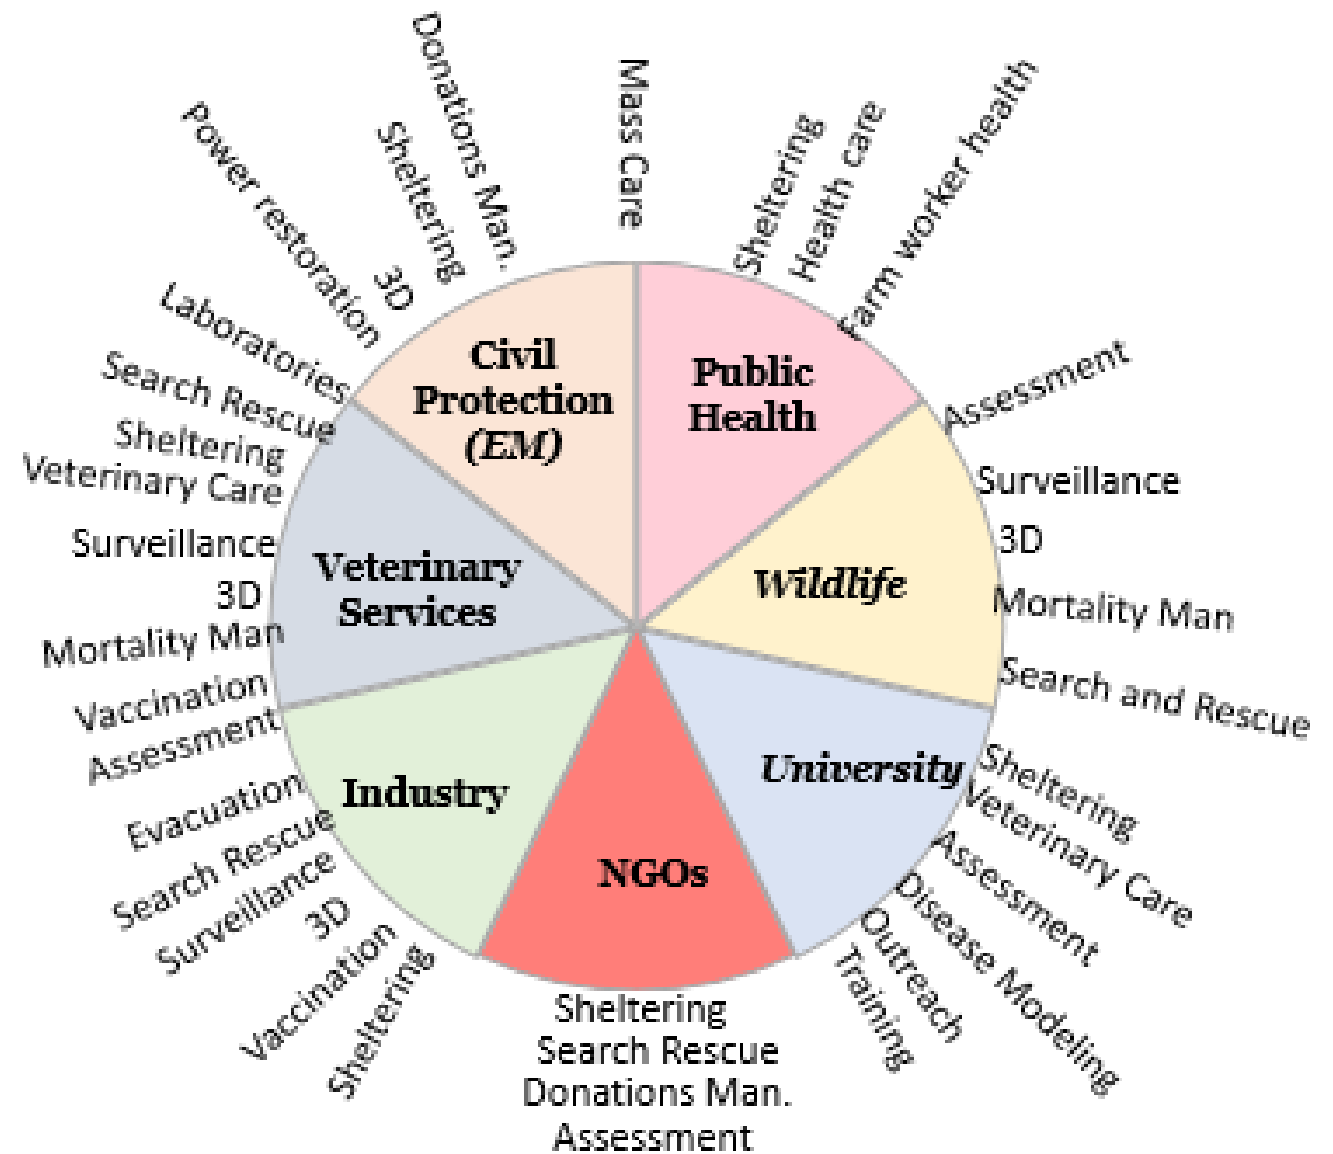 Mass Care
Sheltering
Health care
Farm worker health
Public
Health
Assessment
Surveillance
3D
Mortality Man
Search and Rescue
Wildlife
Sheltering
Veterinary Care
Assessment
Disease Modeling
Outreach
Training
University
NGOs
Sheltering
Search Rescue
Donations Man.
Assessment
Industry
Evacuation
Search Rescue
Surveillance
3D
Vaccination
Sheltering
Veterinary
Services
Laboratories
Search Rescue
Sheltering
Veterinary Care
Surveillance
3D
Mortality Man
Vaccination
Assessment
Civil
Protection
(EM)
Power restoration
3D
Sheltering
Donations Man.